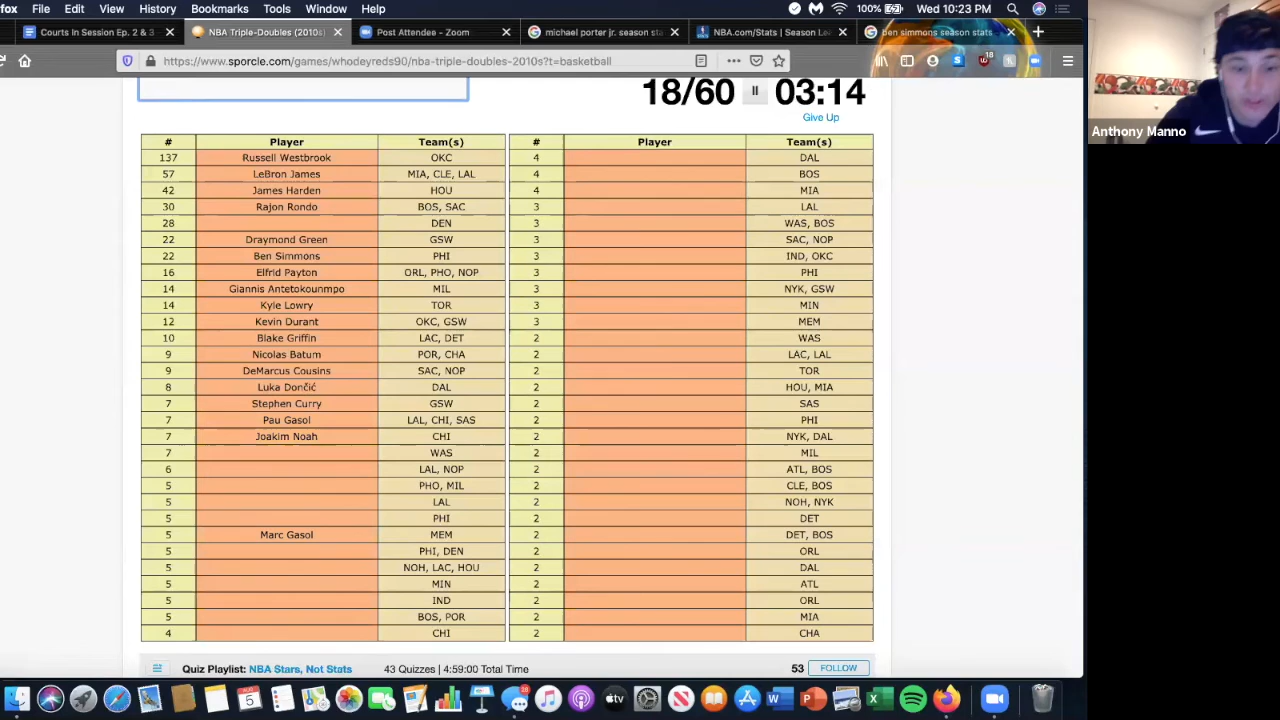 fox File Edit View History Bookmarks Tools Window Help 100% Wed 10:23 PM
Courts In Session Ep. 2 & 3 NBA Triple-Doubles (2010s) Post Attendee - Zoom michael porter jr. season sta NBA.com/Stats | Season Le ben simmons season stats
https://www.sporcle.com/games/whodeyreds90/nba-triple-doubles-2010s?t=basketball 18
18/60 03:14
Give Up
Anthony Manno
# Player Team(s) # Player Team(s)
137 Russell Westbrook OKC 4 DAL
57 LeBron James MIA, CLE, LAL 4 BOS
42 James Harden HOU 4 MIA
30 Rajon Rondo BOS, SAC 3 LAL
28 DEN 3 WAS, BOS
22 Draymond Green GSW 3 SAC, NOP
22 Ben Simmons PHI 3 IND, OKC
16 Elfrid Payton ORL, PHO, NOP 3 PHI
14 Giannis Antetokounmpo MIL 3 NYK, GSW
14 Kyle Lowry TOR 3 MIN
12 Kevin Durant OKC, GSW 3 MEM
10 Blake Griffin LAC, DET 2 WAS
9 Nicolas Batum POR, CHA 2 LAC, LAL
9 DeMarcus Cousins SAC, NOP 2 TOR
8 Luka Dončić DAL 2 HOU, MIA
7 Stephen Curry GSW 2 SAS
7 Pau Gasol LAL, CHI, SAS 2 PHI
7 Joakim Noah CHI 2 NYK, DAL
7 WAS 2 MIL
6 LAL, NOP 2 ATL, BOS
5 PHO, MIL 2 CLE, BOS
5 LAL 2 NOH, NYK
5 PHI 2 DET
5 Marc Gasol MEM 2 DET, BOS
5 PHI, DEN 2 ORL
5 NOH, LAC, HOU 2 DAL
5 MIN 2 ATL
5 IND 2 ORL
5 BOS, POR 2 MIA
4 CHI 2 CHA
Quiz Playlist: NBA Stars, Not Stats 43 Quizzes | 4:59:00 Total Time 53 FOLLOW